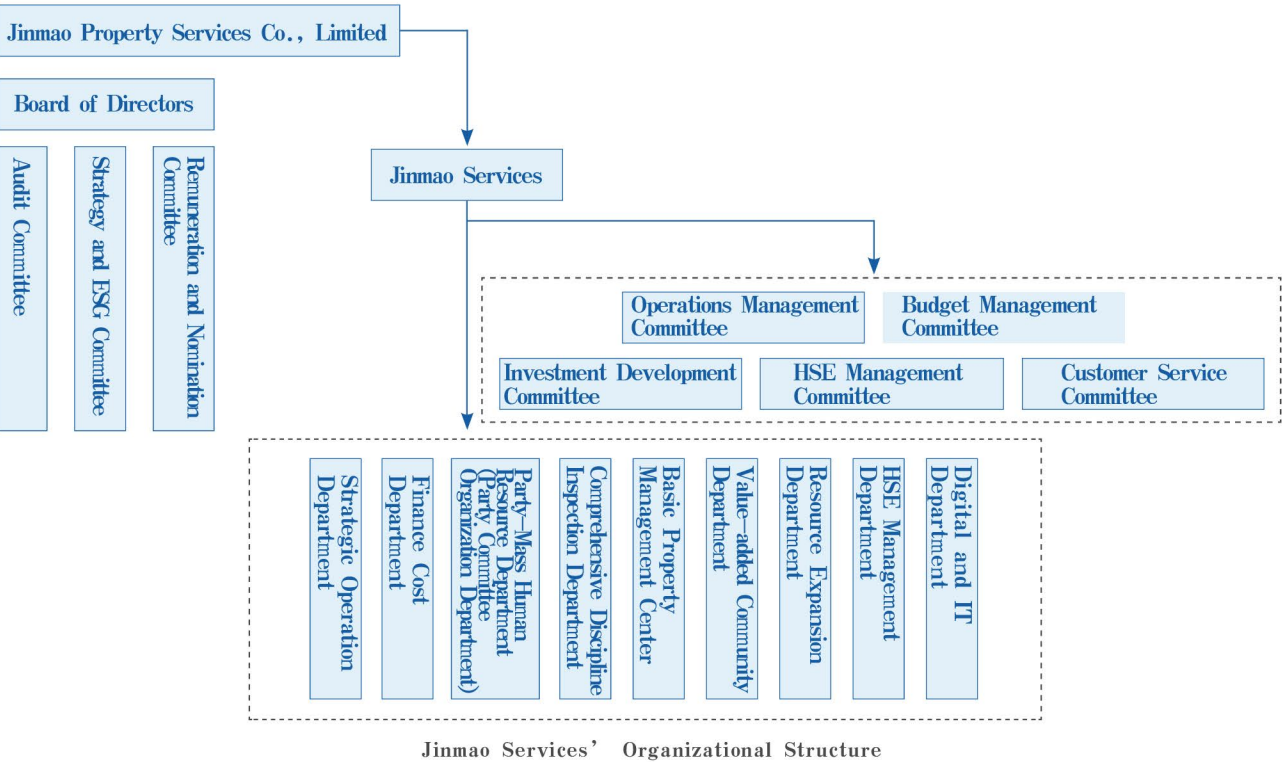 Jinmao Property Services Co., Limited
Board of Directors
Audit Committee
Strategy and ESG Committee
Remuneration and Nomination
Committee
Jinmao Services
Operations Management
Committee
Budget Management
Committee
Investment Development
Committee
HSE Management
Committee
Customer Service
Committee
Strategic Operation
Department
Finance Cost
Department
Party—Mass Human
Resource Department
(Party Committee
Organization Department)
Comprehensive Discipline
Inspection Department
Basic Property
Management Center
Value—added Community
Department
Resource Expansion
Department
HSE Management
Department
Digital and IT
Department
Jinmao Services’ Organizational Structure